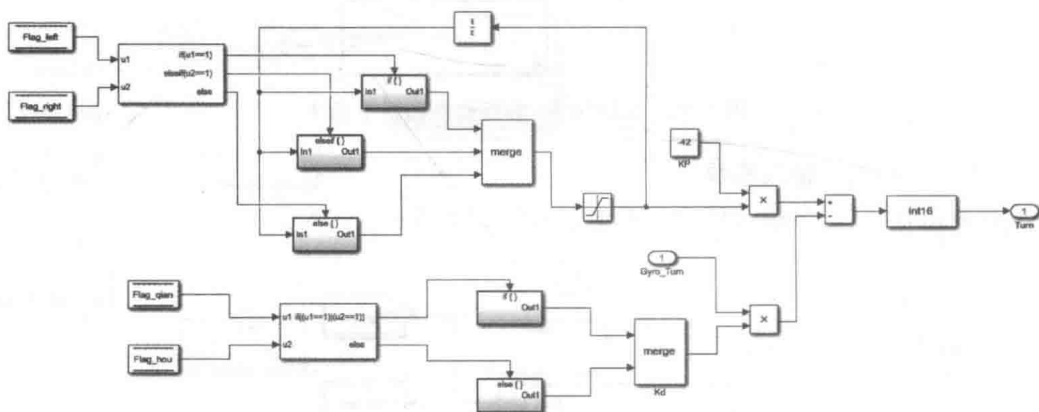 Flag_left
Flag_right
u1
u2
if(u1==1)
elseif(u2==1)
else
if { }
In1
Out1
elseif { }
In1
Out1
else { }
In1
Out1
merge
-42
KP
×
+
-
int16
1
Turn
1
Gyro_Turn
×
Flag_qian
Flag_hou
u1
u2
if((u1==1)|(u2==1))
else
if { }
Out1
else { }
Out1
merge
Kd